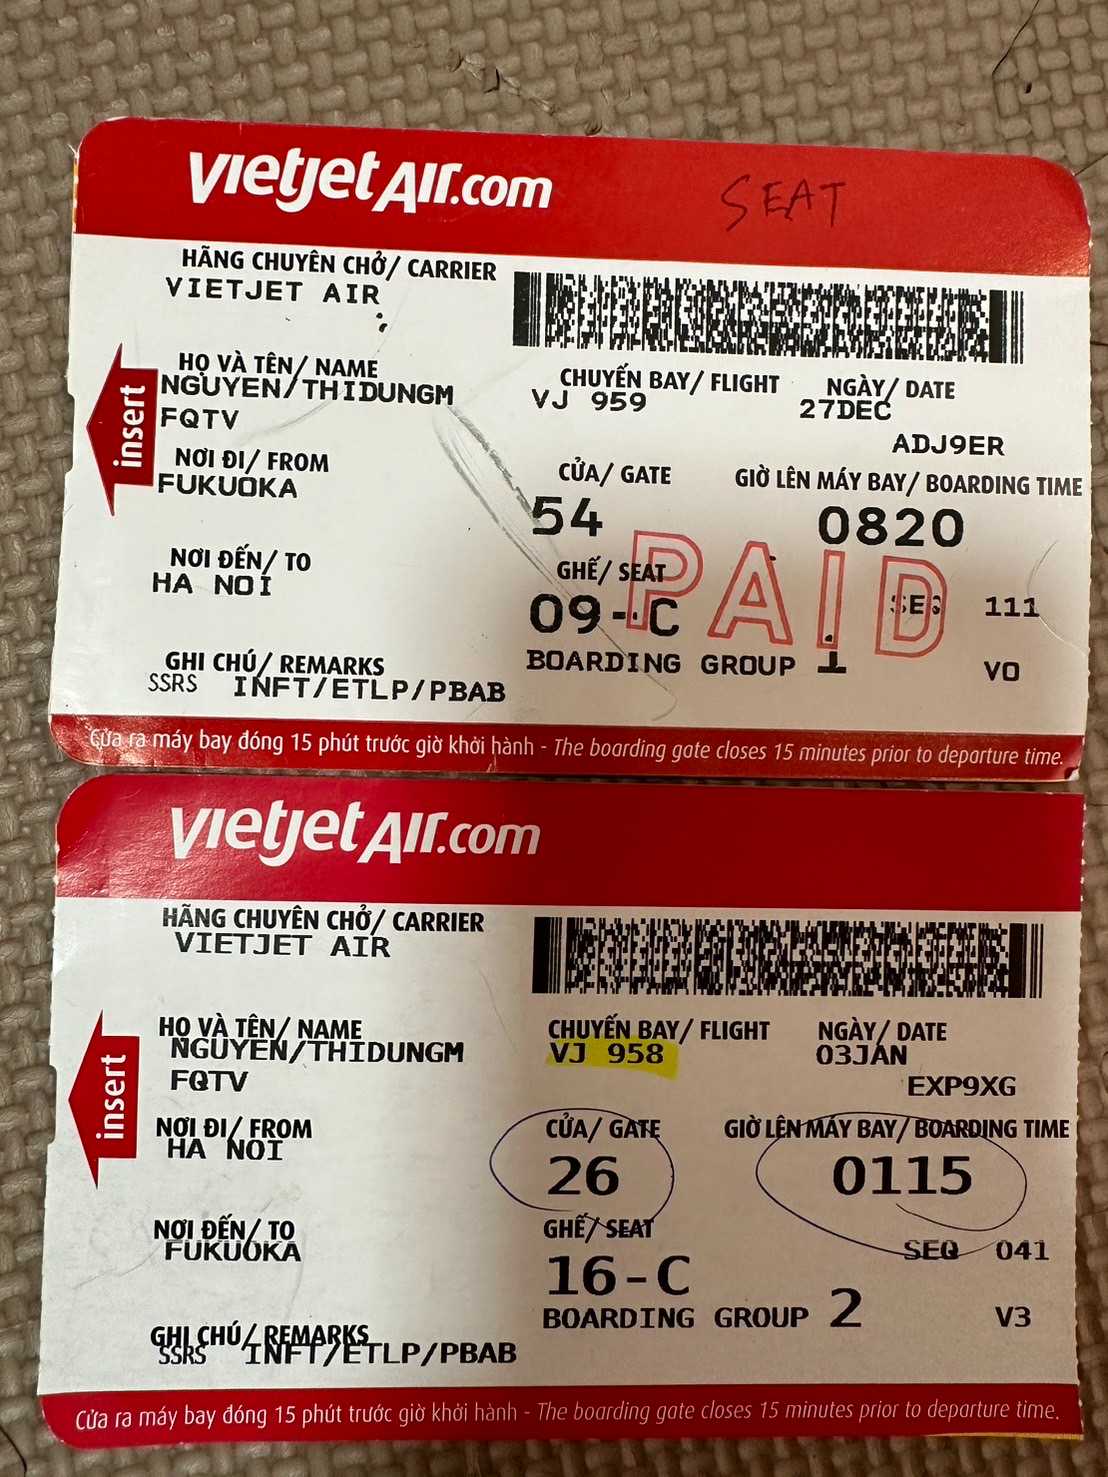 vietjetAir.com
SEAT
HÃNG CHUYÊN CHỞ/ CARRIER
VIETJET AIR
HỌ VÀ TÊN/ NAME
NGUYEN/THIDUNGM
FQTV
CHUYẾN BAY/ FLIGHT
VJ 959
NGÀY/ DATE
27DEC
ADJ9ER
NƠI ĐI/ FROM
FUKUOKA
CỬA/ GATE
54
GIỜ LÊN MÁY BAY/ BOARDING TIME
0820
NƠI ĐẾN/ TO
HA NOI
GHẾ/ SEAT
09-C
PAID
SEQ 111
BOARDING GROUP 1
VO
GHI CHÚ/ REMARKS
SSRS INFT/ETLP/PBAB
insert
Cửa ra máy bay đóng 15 phút trước giờ khởi hành - The boarding gate closes 15 minutes prior to departure time.
vietjetAir.com
HÃNG CHUYÊN CHỞ/ CARRIER
VIETJET AIR
HỌ VÀ TÊN/ NAME
NGUYEN/THIDUNGM
FQTV
CHUYẾN BAY/ FLIGHT
VJ 958
NGÀY/ DATE
03JAN
EXP9XG
NƠI ĐI/ FROM
HA NOI
CỬA/ GATE
26
GIỜ LÊN MÁY BAY/ BOARDING TIME
0115
NƠI ĐẾN/ TO
FUKUOKA
GHẾ/ SEAT
16-C
SEQ 041
BOARDING GROUP 2
V3
GHI CHÚ/ REMARKS
SSRS INFT/ETLP/PBAB
insert
Cửa ra máy bay đóng 15 phút trước giờ khởi hành - The boarding gate closes 15 minutes prior to departure time.